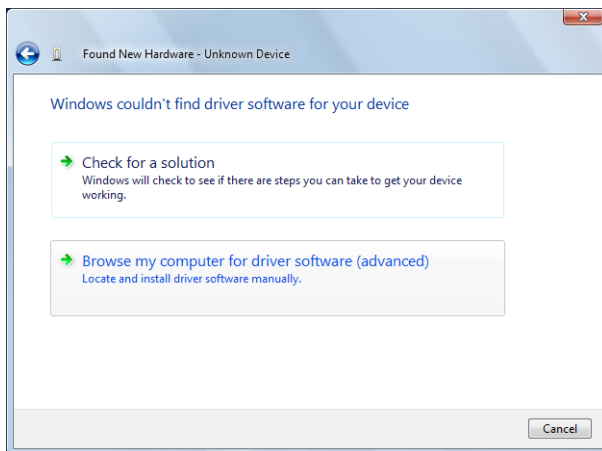 Found New Hardware - Unknown Device
Windows couldn't find driver software for your device
Check for a solution
Windows will check to see if there are steps you can take to get your device
working.
Browse my computer for driver software (advanced)
Locate and install driver software manually.
Cancel